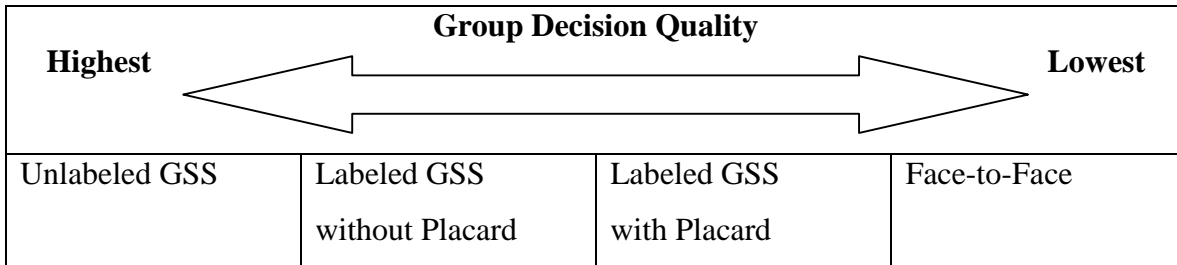 Group Decision Quality
Highest
Lowest
Unlabeled GSS
Labeled GSS
without Placard
Labeled GSS
with Placard
Face-to-Face